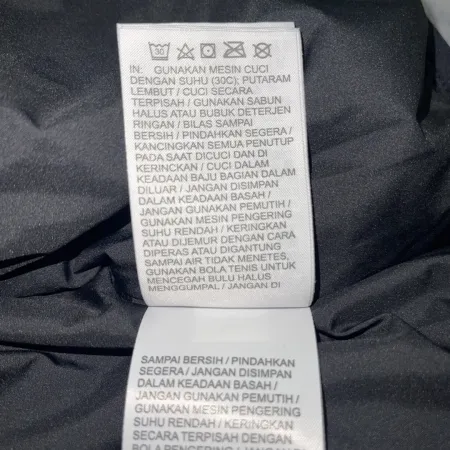 30
IN: GUNAKAN MESIN CUCI
DENGAN SUHU (30C), PUTARAM
LEMBUT / CUCI SECARA
TERPISAH / GUNAKAN SABUN
HALUS ATAU BUBUK DETERJEN
RINGAN / BILAS SAMPAI
BERSIH / PINDAHKAN SEGERA /
KANCINGKAN SEMUA PENUTUP
PADA SAAT DICUCI DAN DI
KERINCKAN / CUCI DALAM
KEADAAN BAJU BAGIAN DALAM
DILUAR / JANGAN DISIMPAN
DALAM KEADAAN BASAH /
JANGAN GUNAKAN PEMUTIH /
GUNAKAN MESIN PENGERING
SUHU RENDAH / KERINGKAN
ATAU DIJEMUR DENGAN CARA
DIPERAS ATAU DIGANTUNG
SAMPAI AIR TIDAK MENETES,
GUNAKAN BOLA TENIS UNTUK
MENCEGAH BULU HALUS
MENGGUMPAL / JANGAN DI
SAMPAI BERSIH / PINDAHKAN
SEGERA / JANGAN DISIMPAN
DALAM KEADAAN BASAH /
JANGAN GUNAKAN PEMUTIH /
GUNAKAN MESIN PENGERING
SUHU RENDAH / KERINGKAN
SECARA TERPISAH DENGAN
BOLA PENGERING / JANGAN